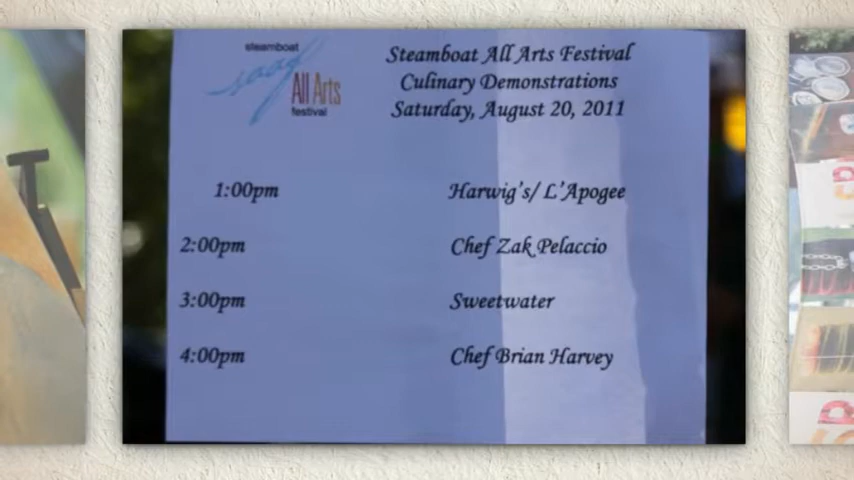 steamboat
saaf
All Arts
festival
Steamboat All Arts Festival
Culinary Demonstrations
Saturday, August 20, 2011
1:00pm Harwig's/ L'Apogee
2:00pm Chef Zak Pelaccio
3:00pm Sweetwater
4:00pm Chef Brian Harvey